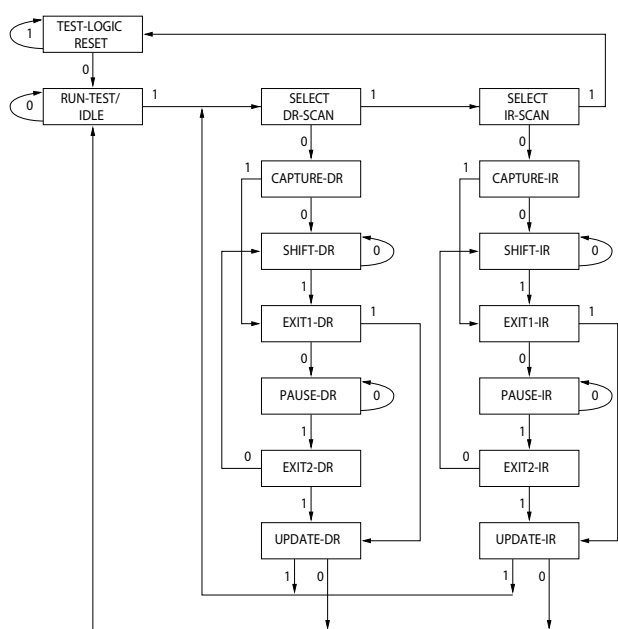 TEST-LOGIC
RESET
1
0
RUN-TEST/
IDLE
0
1
SELECT
DR-SCAN
1
SELECT
IR-SCAN
1
0
0
1
CAPTURE-DR
1
CAPTURE-IR
0
0
SHIFT-DR
0
SHIFT-IR
0
1
1
EXIT1-DR
1
EXIT1-IR
1
0
0
PAUSE-DR
0
PAUSE-IR
0
1
1
0
EXIT2-DR
0
EXIT2-IR
1
1
UPDATE-DR
UPDATE-IR
1
0
1
0